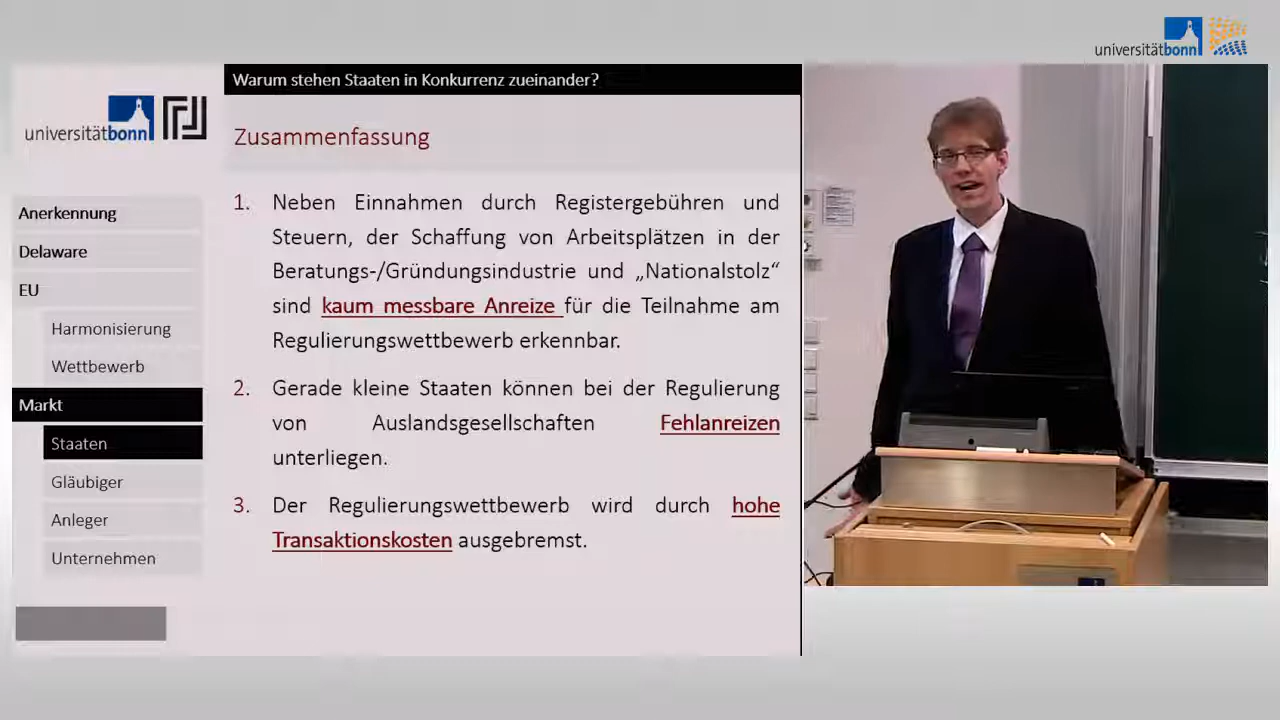 universitätbonn
Warum stehen Staaten in Konkurrenz zueinander?
universitätbonn
Zusammenfassung
Anerkennung
Delaware
EU
Harmonisierung
Wettbewerb
Markt
Staaten
Gläubiger
Anleger
Unternehmen
1. Neben Einnahmen durch Registergebühren und
Steuern, der Schaffung von Arbeitsplätzen in der
Beratungs-/Gründungsindustrie und „Nationalstolz“
sind kaum messbare Anreize für die Teilnahme am
Regulierungswettbewerb erkennbar.
2. Gerade kleine Staaten können bei der Regulierung
von Auslandsgesellschaften Fehlanreizen
unterliegen.
3. Der Regulierungswettbewerb wird durch hohe
Transaktionskosten ausgebremst.